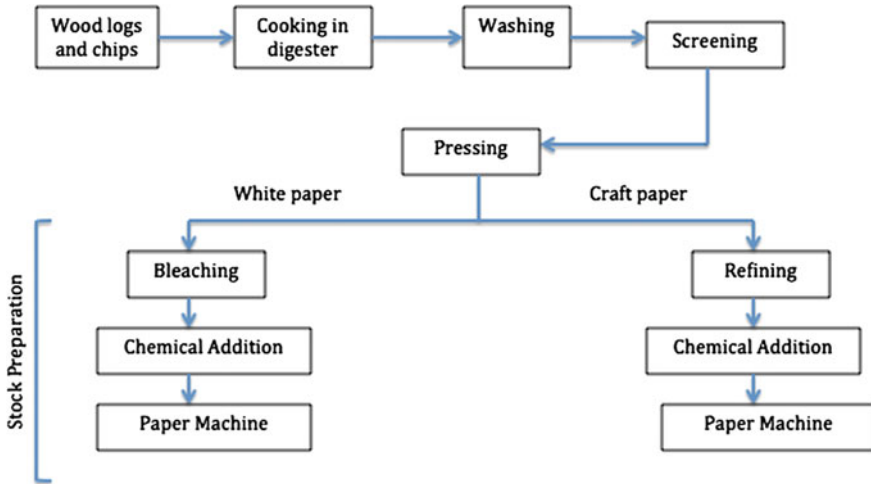 Wood logs
and chips
Cooking in
digester
Washing
Screening
Pressing
White paper
Craft paper
Stock Preparation
Bleaching
Refining
Chemical Addition
Chemical Addition
Paper Machine
Paper Machine